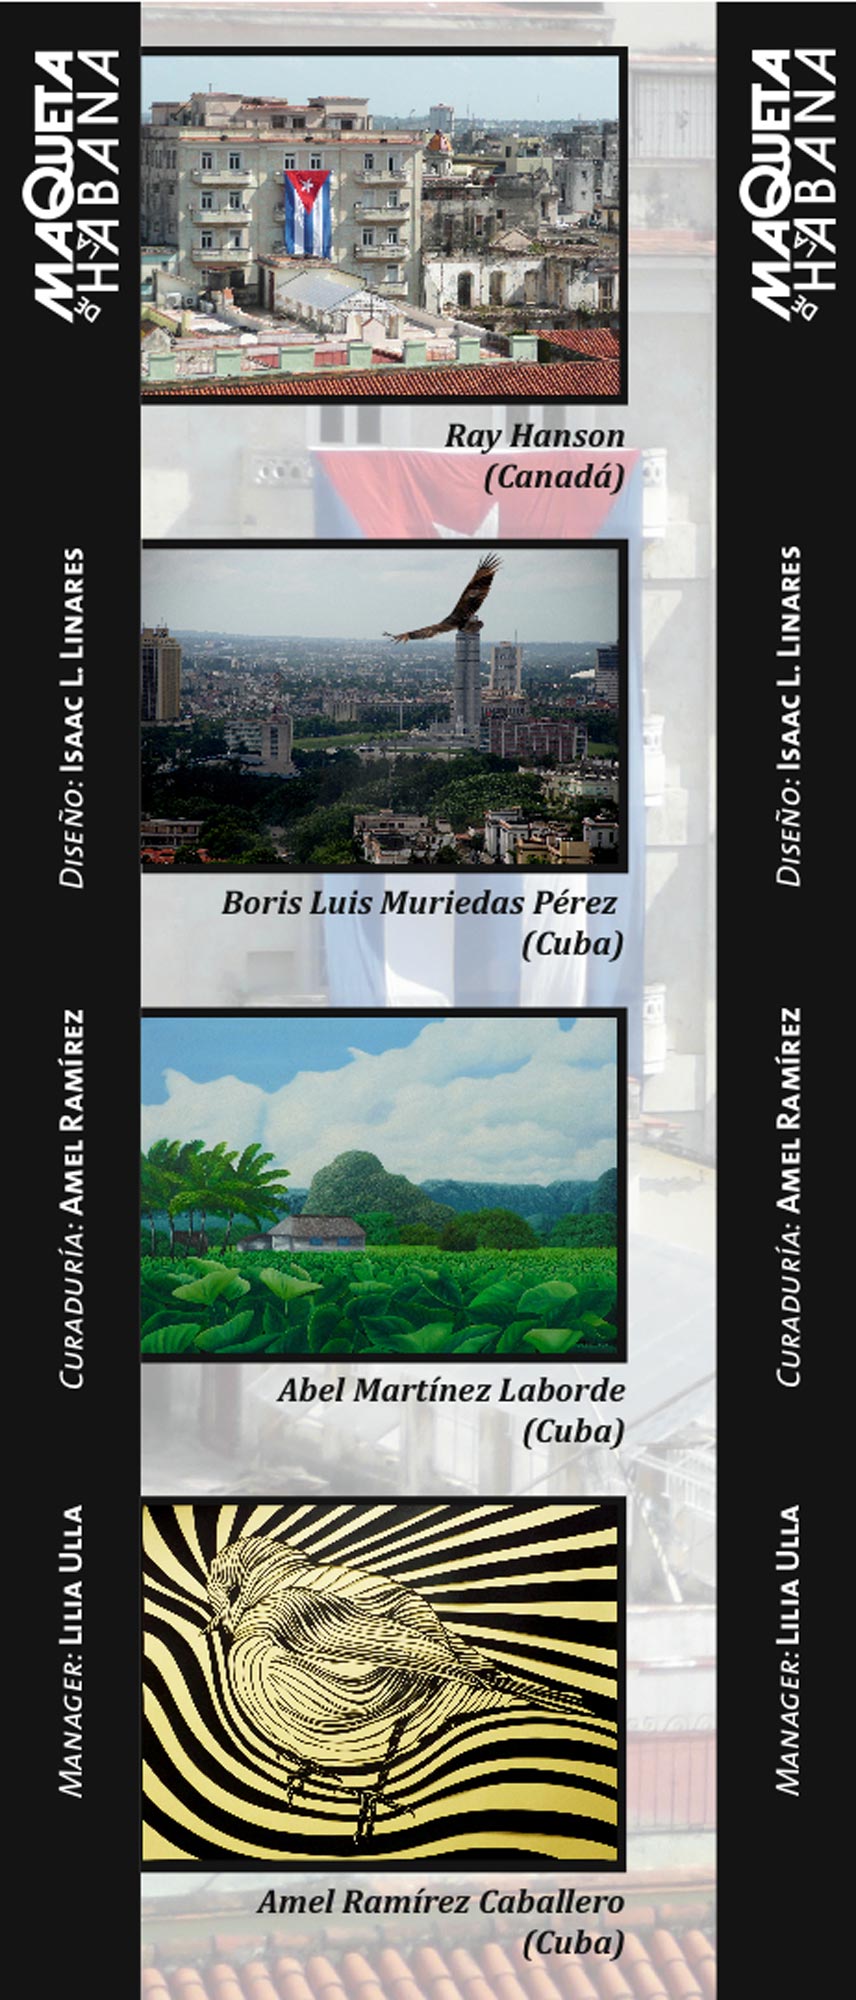 MAQUETA
DE LA HABANA
DISEÑO: ISAAC L. LINARES
CURADURÍA: AMEL RAMÍREZ
MANAGER: LILIA ULLA
Ray Hanson
(Canadá)
Boris Luis Muriedas Pérez
(Cuba)
Abel Martínez Laborde
(Cuba)
Amel Ramírez Caballero
(Cuba)
MAQUETA
DE LA HABANA
DISEÑO: ISAAC L. LINARES
CURADURÍA: AMEL RAMÍREZ
MANAGER: LILIA ULLA